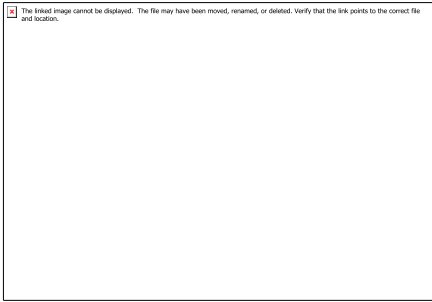 The linked image cannot be displayed.  The file may have been moved, renamed, or deleted. Verify that the link points to the correct file
and location.